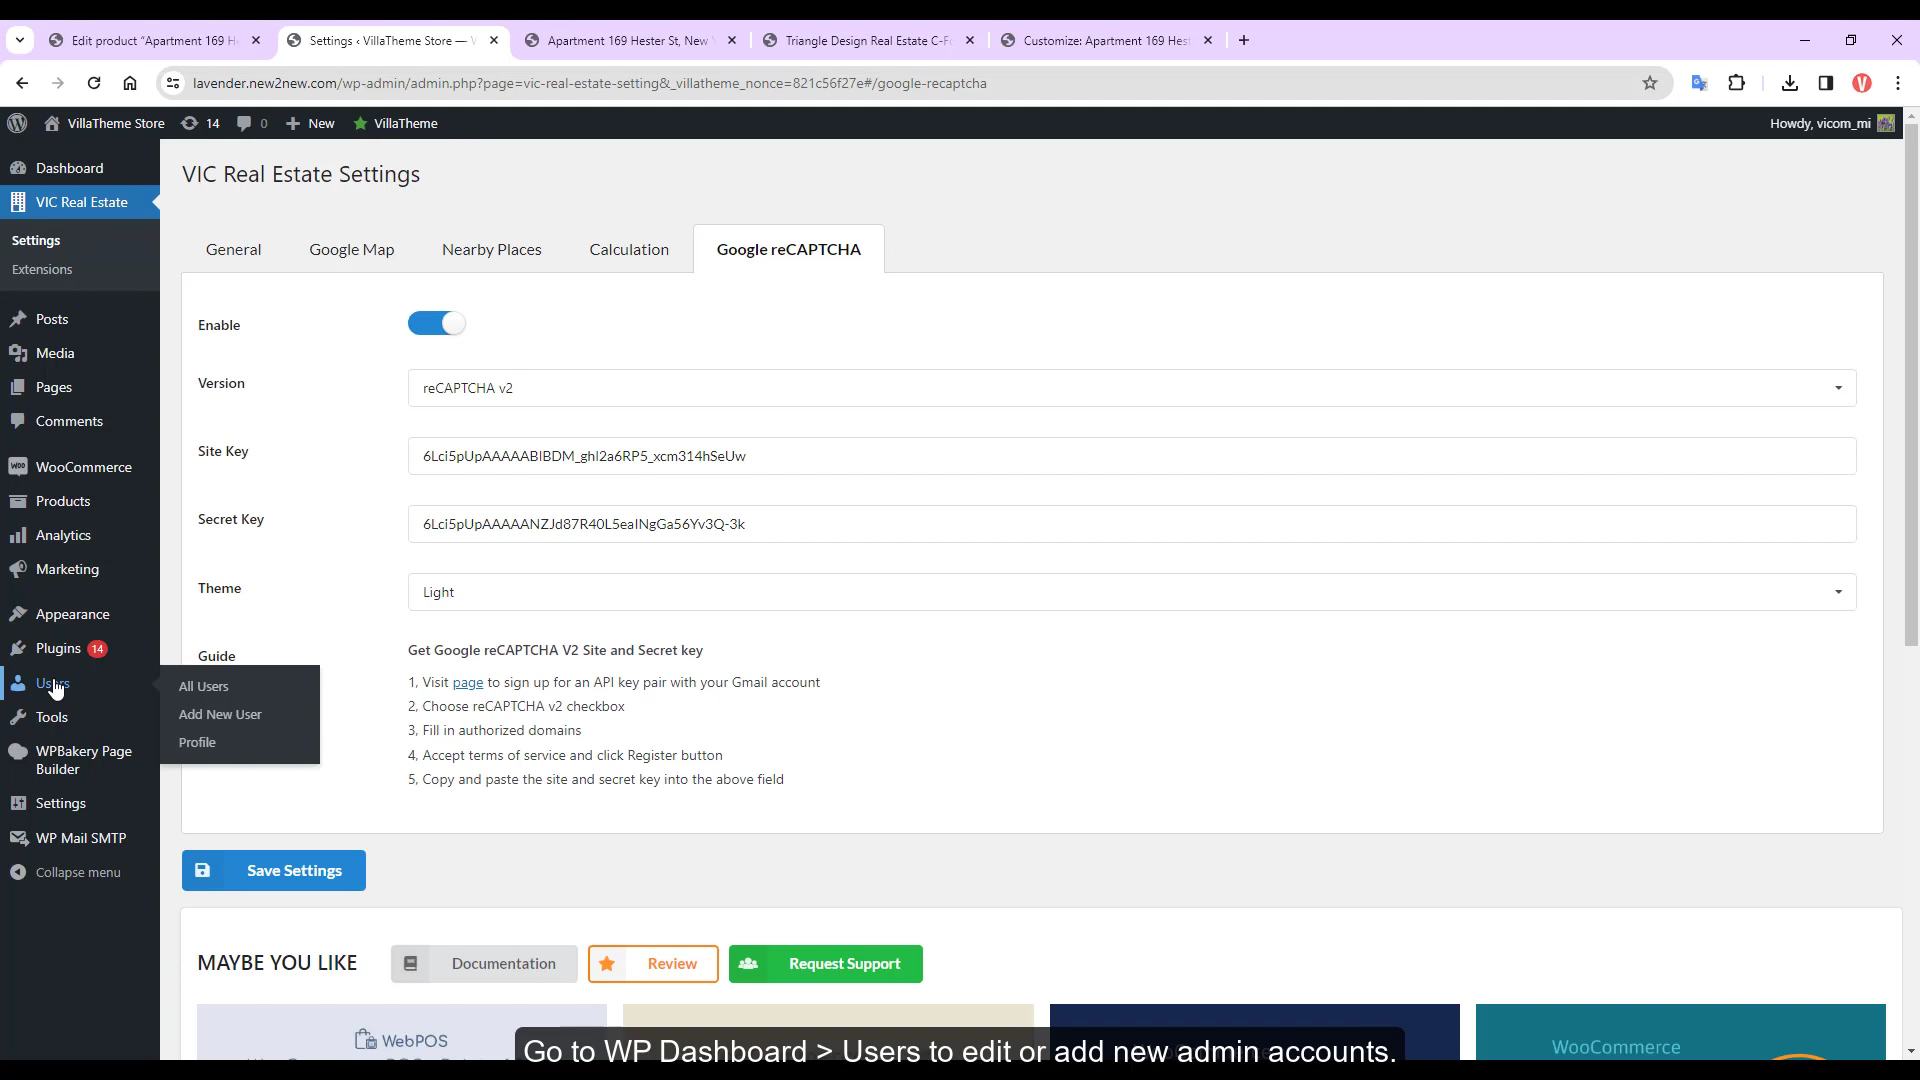 Edit product “Apartment 169 H
Settings ‹ VillaTheme Store —
Apartment 169 Hester St, New
Triangle Design Real Estate C-F
Customize: Apartment 169 Hes
lavender.new2new.com/wp-admin/admin.php?page=vic-real-estate-setting&_villatheme_nonce=821c56f27e#/google-recaptcha
VillaTheme Store
14
0
New
VillaTheme
Howdy, vicom_mi
Dashboard
VIC Real Estate
Settings
Extensions
Posts
Media
Pages
Comments
WooCommerce
Products
Analytics
Marketing
Appearance
Plugins 14
Users
Tools
WPBakery Page
Builder
Settings
WP Mail SMTP
Collapse menu
All Users
Add New User
Profile
VIC Real Estate Settings
General
Google Map
Nearby Places
Calculation
Google reCAPTCHA
Enable
Version
reCAPTCHA v2
Site Key
6Lci5pUpAAAAABIBDM_ghI2a6RP5_xcm314hSeUw
Secret Key
6Lci5pUpAAAAANZJd87R40L5eaINgGa56Yv3Q-3k
Theme
Light
Guide
Get Google reCAPTCHA V2 Site and Secret key
1, Visit page to sign up for an API key pair with your Gmail account
2, Choose reCAPTCHA v2 checkbox
3, Fill in authorized domains
4, Accept terms of service and click Register button
5, Copy and paste the site and secret key into the above field
Save Settings
MAYBE YOU LIKE
Documentation
Review
Request Support
WebPOS
WooCommerce
Go to WP Dashboard > Users to edit or add new admin accounts.